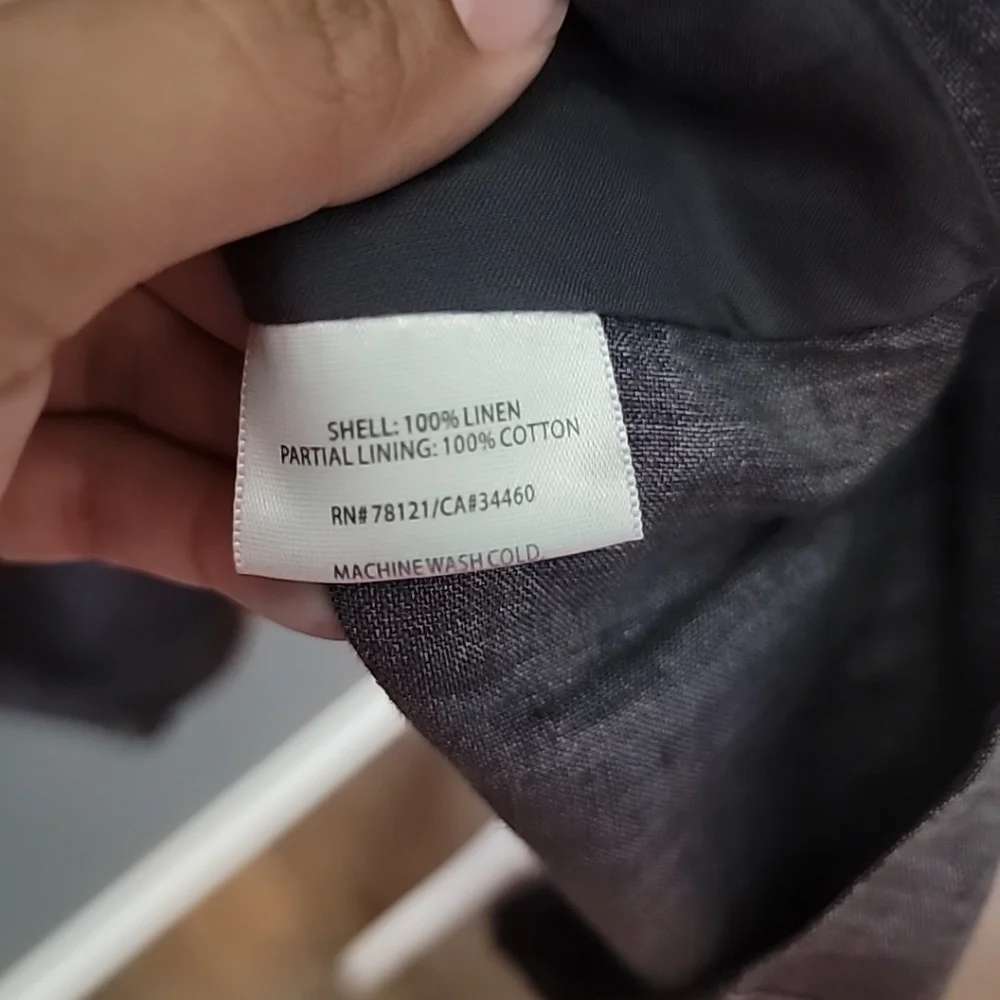 SHELL: 100% LINEN
PARTIAL LINING: 100% COTTON
RN# 78121/CA#34460
MACHINE WASH COLD,